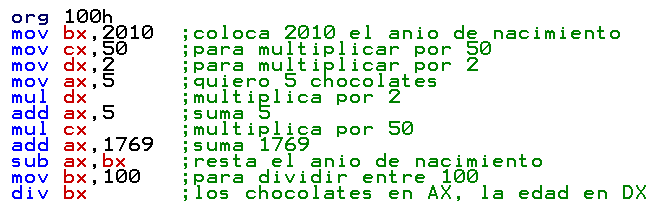 org 100h
mov bx,2010 ;coloca 2010 el anio de nacimiento
mov cx,50 ;para multiplicar por 50
mov dx,2 ;para multiplicar por 2
mov ax,5 ;quiero 5 chocolates
mul dx ;multiplica por 2
add ax,5 ;suma 5
mul cx ;multiplica por 50
add ax,1769 ;suma 1769
sub ax,bx ;resta el anio de nacimiento
mov bx,100 ;para dividir entre 100
div bx ;los chocolates en AX, la edad en DX